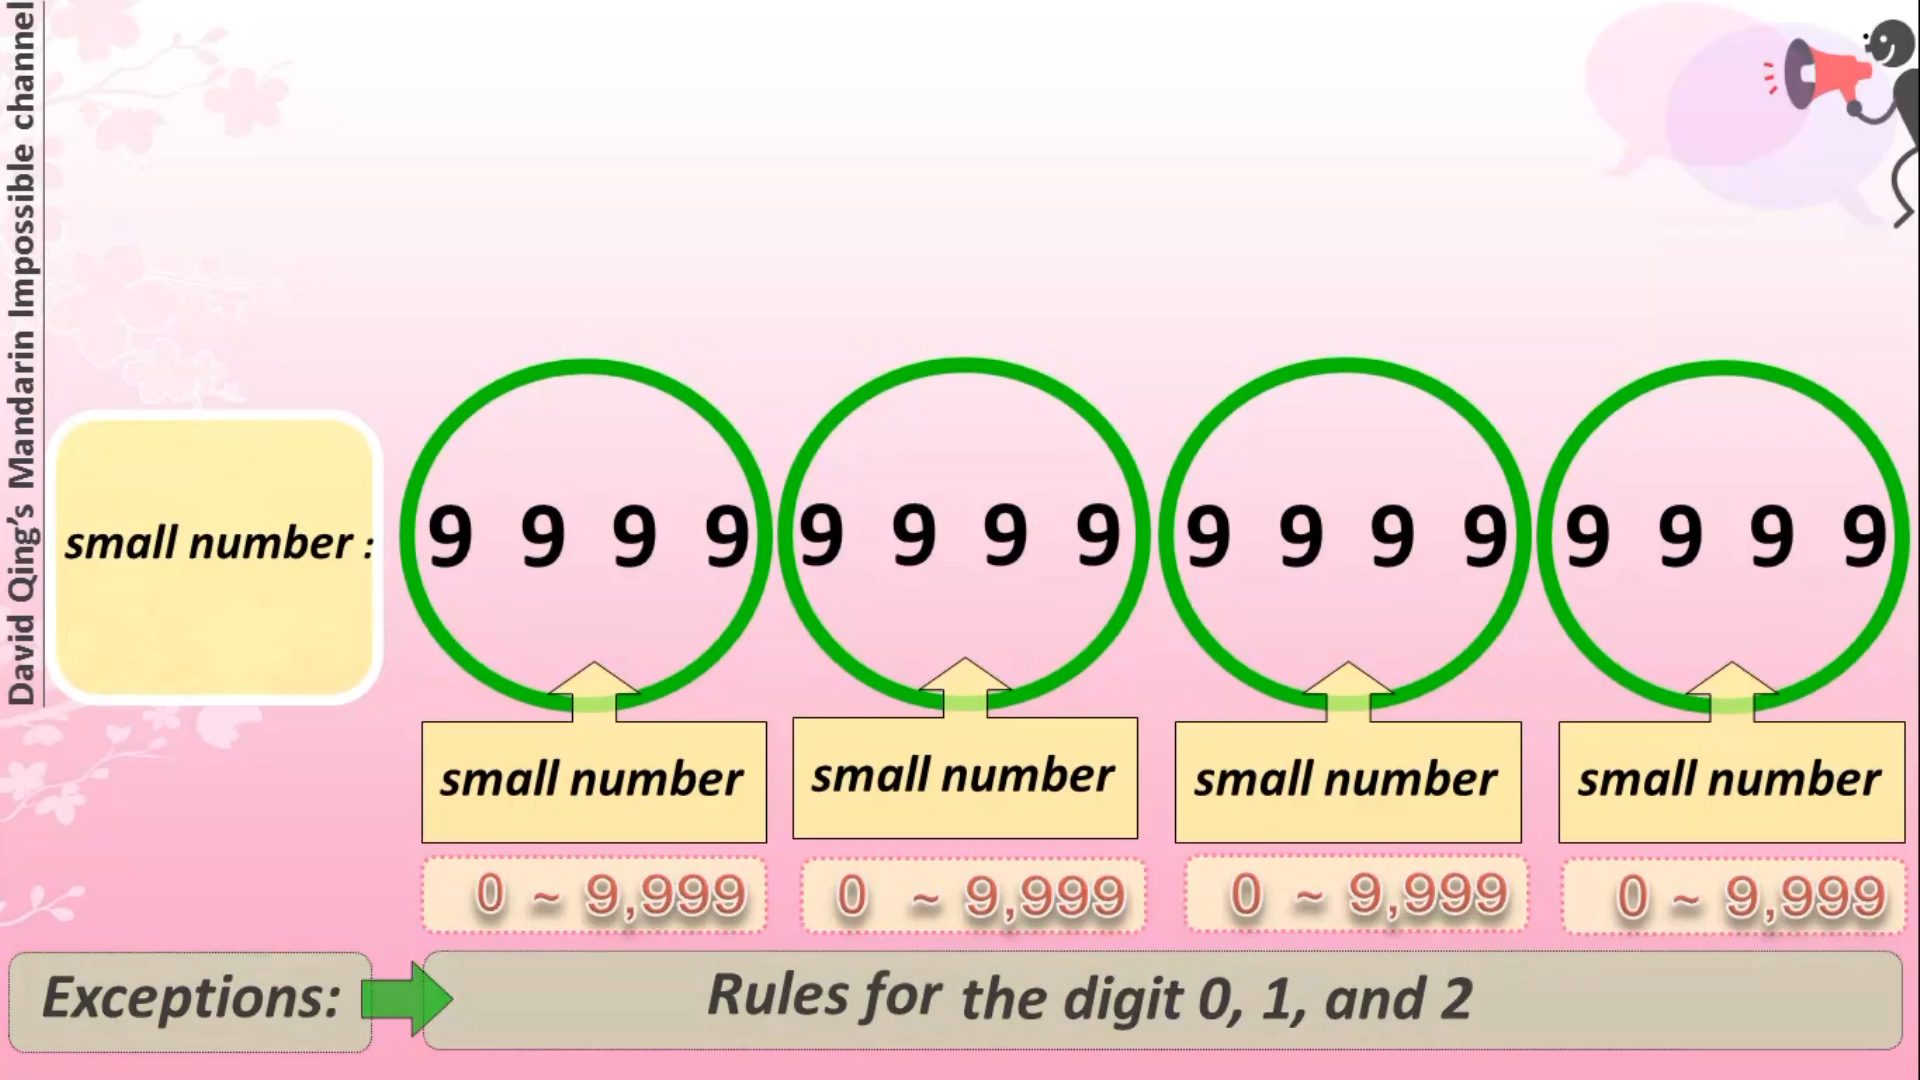 David Qing's Mandarin Impossible channel
small number :
9 9 9 9 9 9 9 9 9 9 9 9 9 9 9 9
small number small number small number small number
0 ~ 9,999 0 ~ 9,999 0 ~ 9,999 0 ~ 9,999
Exceptions: Rules for the digit 0, 1, and 2